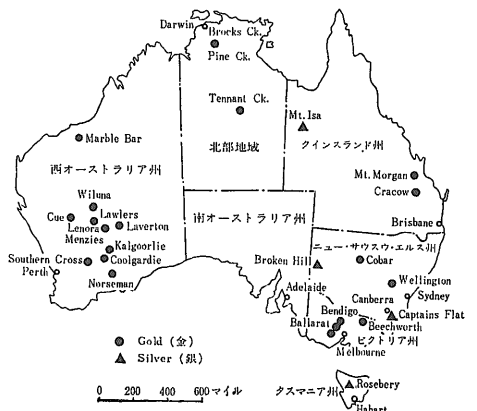 Darwin
Brocks Ck.
Pine Ck.
Tennant Ck.
Mt. Isa
北部地域
クインスランド州
Marble Bar
西オーストラリア州
Mt. Morgan
Cracow
Wiluna
Cue
Lawlers
南オーストラリア州
Brisbane
Lenora
Laverton
Menzies
ニュー・サウスウ・エルス州
Kalgoorlie
Southern Cross
Coolgardie
Broken Hill
Cobar
Perth
Norseman
Wellington
Adelaide
Canberra
Sydney
Bendigo
Captains Flat
Ballarat
Beechworth
ビクトリア州
Melbourne
Gold (金)
Silver (銀)
タスマニア州
Rosebery
Habart
0 200 400 600 マイル